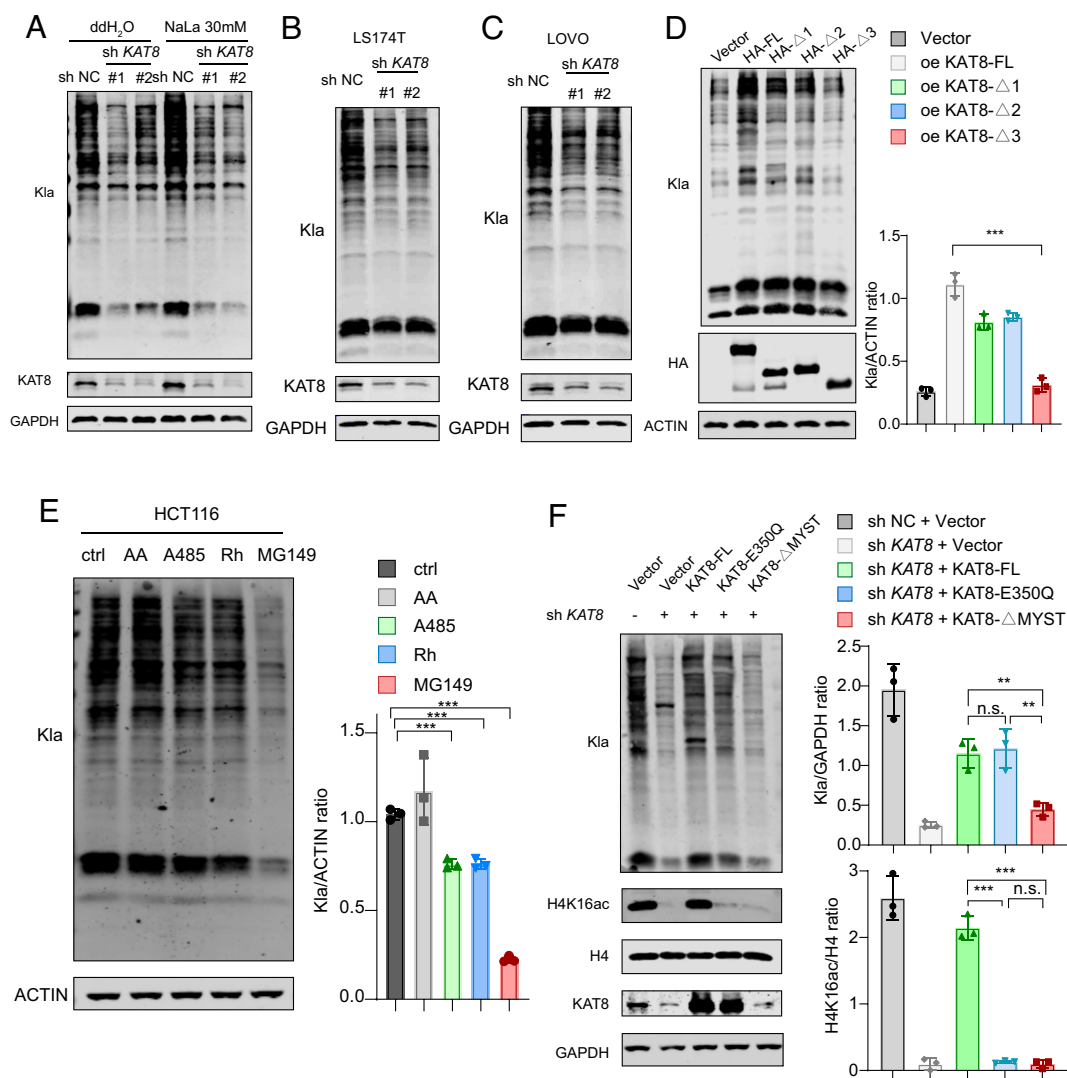 A
ddH2O NaLa 30mM
sh KAT8 sh KAT8
sh NC #1 #2 sh NC #1 #2
Kla
KAT8
GAPDH
B
LS174T
sh KAT8
sh NC
#1 #2
Kla
KAT8
GAPDH
C
LOVO
sh KAT8
sh NC
#1 #2
Kla
KAT8
GAPDH
D
Vector HA-FL HA-△1 HA-△2 HA-△3
Kla
HA
ACTIN
Vector
oe KAT8-FL
oe KAT8-△1
oe KAT8-△2
oe KAT8-△3
Kla/ACTIN ratio
1.5
1.0
0.5
0.0
***
E
HCT116
ctrl AA A485 Rh MG149
Kla
ACTIN
ctrl
AA
A485
Rh
MG149
Kla/ACTIN ratio
1.5
1.0
0.5
0.0
***
***
***
F
Vector Vector KAT8-FL KAT8-E350Q KAT8-△MYST
sh KAT8 - + + + +
Kla
H4K16ac
H4
KAT8
GAPDH
sh NC + Vector
sh KAT8 + Vector
sh KAT8 + KAT8-FL
sh KAT8 + KAT8-E350Q
sh KAT8 + KAT8-△MYST
Kla/GAPDH ratio
2.5
2.0
1.5
1.0
0.5
0.0
**
n.s. **
H4K16ac/H4 ratio
3
2
1
0
***
*** n.s.